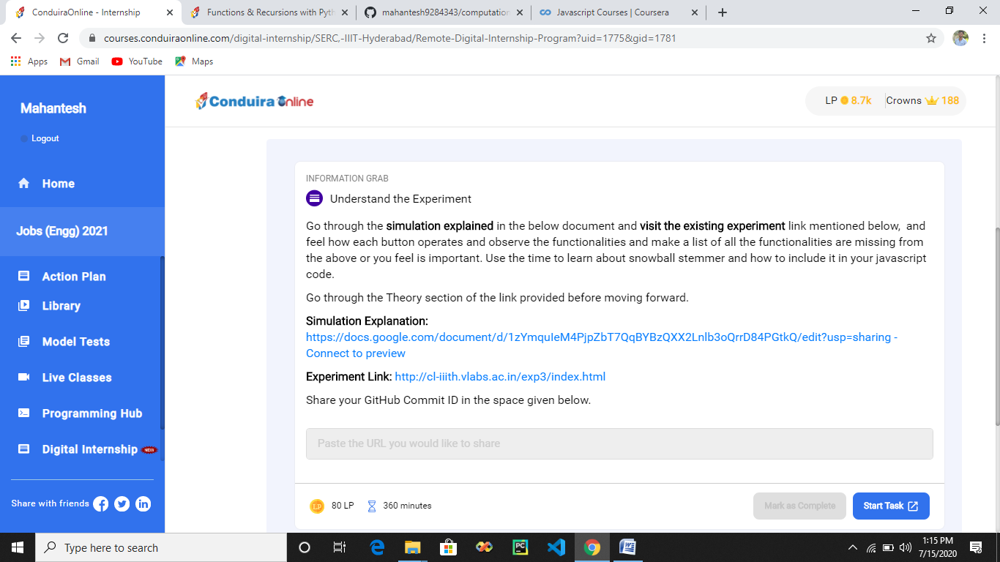 ConduiraOnline - Internship
Functions & Recursions with Pyth
mahantesh9284343/computation
Javascript Courses | Coursera
courses.conduiraonline.com/digital-internship/SERC,-IIIT-Hyderabad/Remote-Digital-Internship-Program?uid=1775&gid=1781
Apps
Gmail
YouTube
Maps
Mahantesh
Logout
Home
Jobs (Engg) 2021
Action Plan
Library
Model Tests
Live Classes
Programming Hub
Digital Internship NEW
Share with friends
Conduira Online
LP 8.7k Crowns 188
INFORMATION GRAB
Understand the Experiment
Go through the simulation explained in the below document and visit the existing experiment link mentioned below, and
feel how each button operates and observe the functionalities and make a list of all the functionalities are missing from
the above or you feel is important. Use the time to learn about snowball stemmer and how to include it in your javascript
code.
Go through the Theory section of the link provided before moving forward.
Simulation Explanation:
https://docs.google.com/document/d/1zYmquIeM4PjpZbT7QqBYBzQXX2Lnlb3oQrrD84PGtkQ/edit?usp=sharing -
Connect to preview
Experiment Link: http://cl-iiith.vlabs.ac.in/exp3/index.html
Share your GitHub Commit ID in the space given below.
Paste the URL you would like to share
LP 80 LP 360 minutes
Mark as Complete
Start Task
Type here to search
PC
1:15 PM
7/15/2020